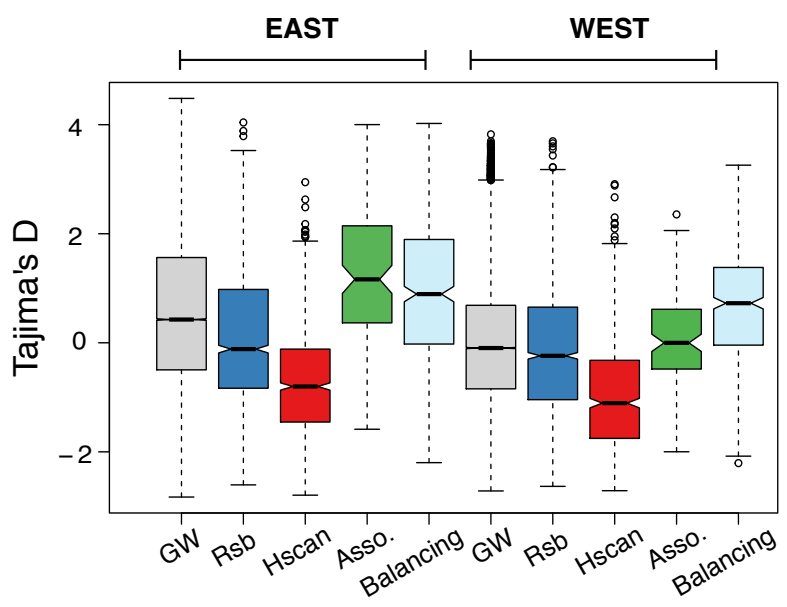 EAST WEST
Tajima's D
4
2
0
−2
GW Rsb Hscan Asso. Balancing GW Rsb Hscan Asso. Balancing